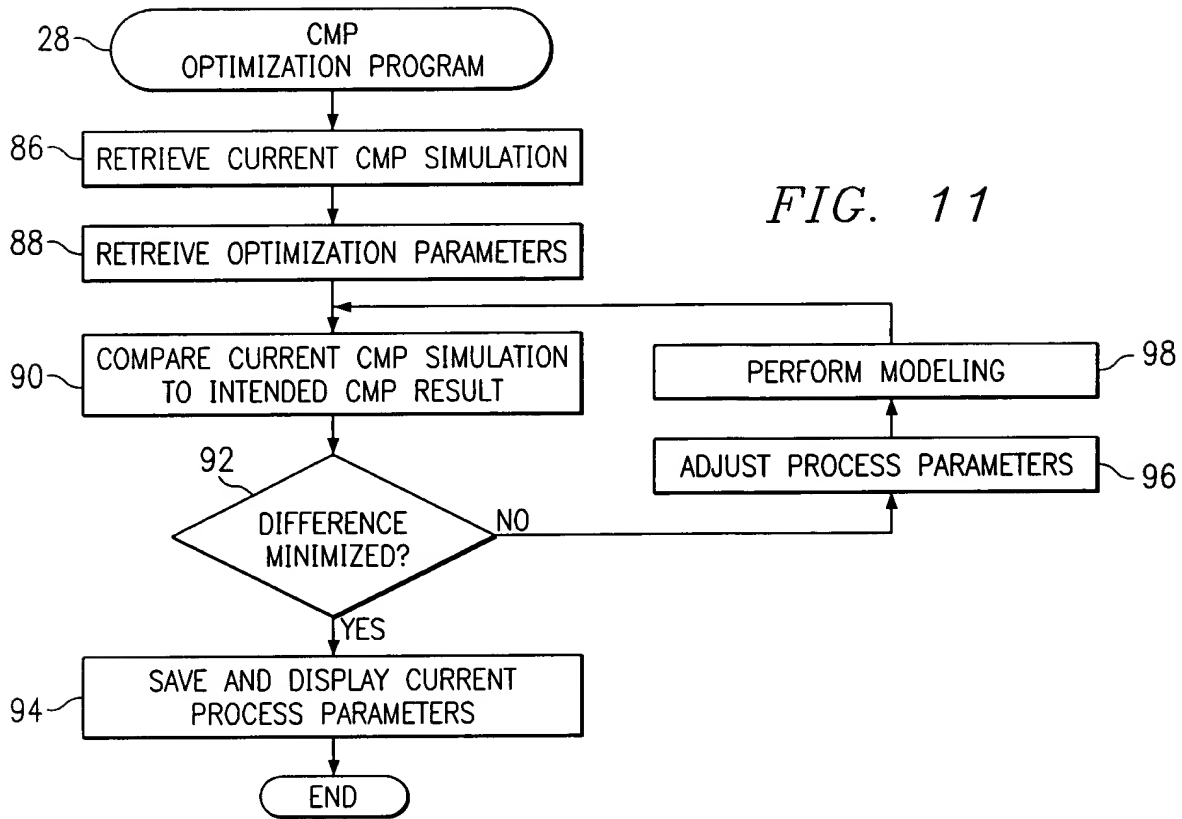 28
CMP
OPTIMIZATION PROGRAM
86
RETRIEVE CURRENT CMP SIMULATION
FIG. 11
88
RETREIVE OPTIMIZATION PARAMETERS
90
COMPARE CURRENT CMP SIMULATION
TO INTENDED CMP RESULT
PERFORM MODELING
98
ADJUST PROCESS PARAMETERS
96
92
DIFFERENCE
MINIMIZED?
NO
YES
94
SAVE AND DISPLAY CURRENT
PROCESS PARAMETERS
END